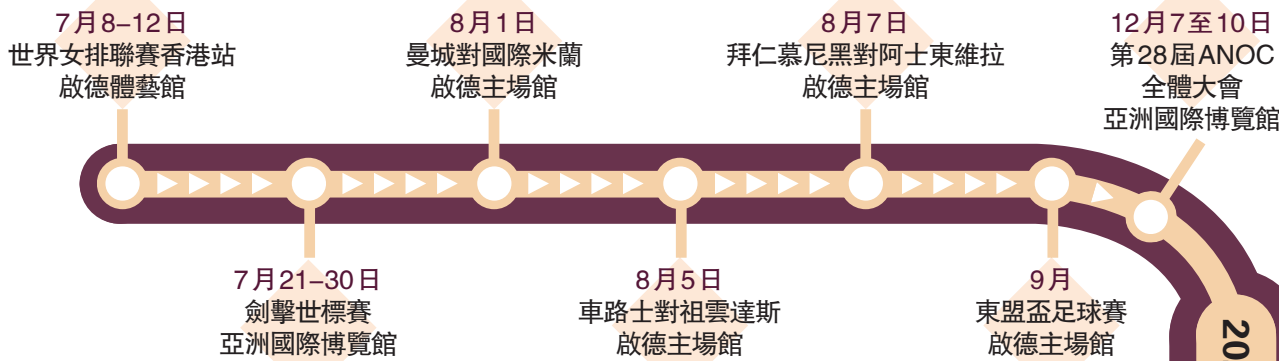 7月8–12日
世界女排聯賽香港站
啟德體藝館
7月21–30日
劍擊世標賽
亞洲國際博覽館
8月1日
曼城對國際米蘭
啟德主場館
8月5日
車路士對祖雲達斯
啟德主場館
8月7日
拜仁慕尼黑對阿士東維拉
啟德主場館
9月
東盟盃足球賽
啟德主場館
12月7至10日
第28屆ANOC
全體大會
亞洲國際博覽館
20